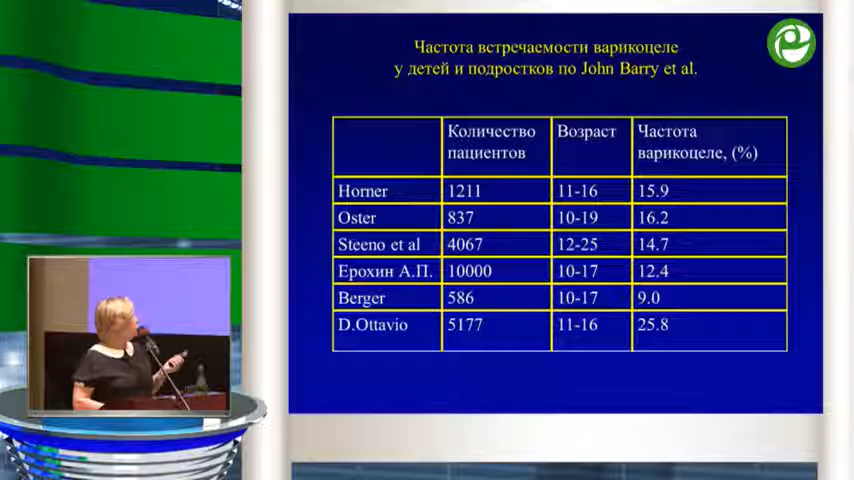 Частота встречаемости варикоцеле
у детей и подростков по John Barry et al.
Количество пациентов Возраст Частота варикоцеле, (%)
Horner 1211 11-16 15.9
Oster 837 10-19 16.2
Steeno et al 4067 12-25 14.7
Ерохин А.П. 10000 10-17 12.4
Berger 586 10-17 9.0
D.Ottavio 5177 11-16 25.8